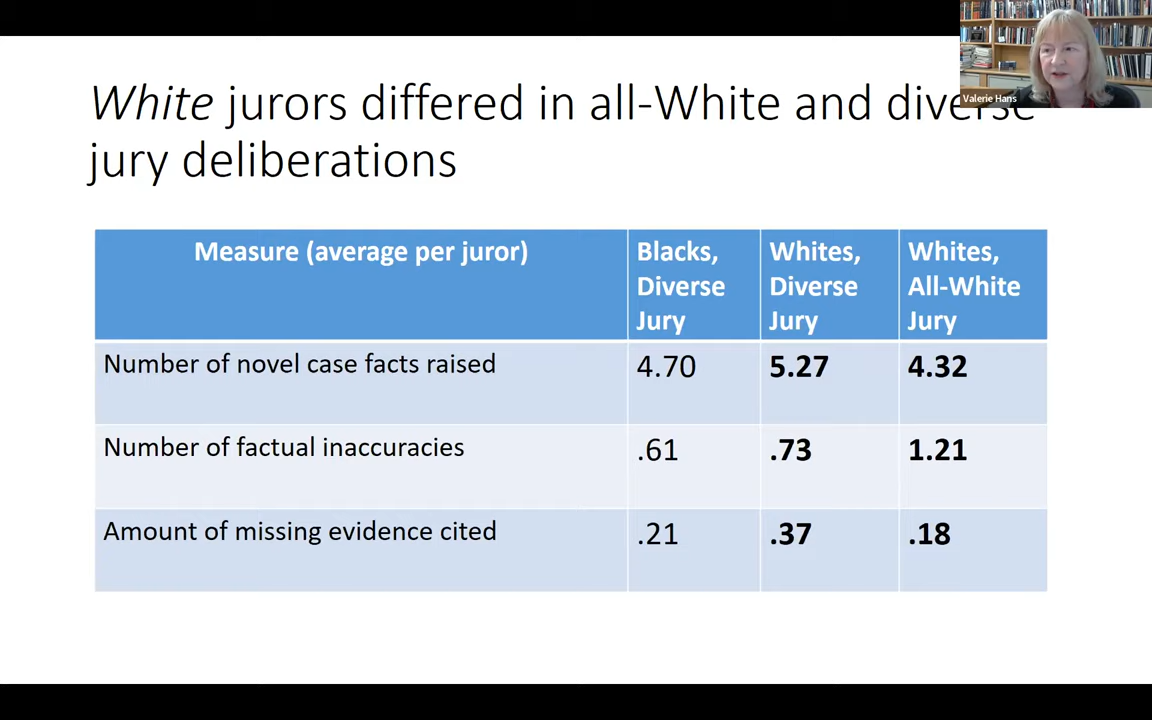 White jurors differed in all-White and diverse
jury deliberations
Valerie Hans
Measure (average per juror)
Blacks,
Diverse
Jury
Whites,
Diverse
Jury
Whites,
All-White
Jury
Number of novel case facts raised
4.70
5.27
4.32
Number of factual inaccuracies
.61
.73
1.21
Amount of missing evidence cited
.21
.37
.18